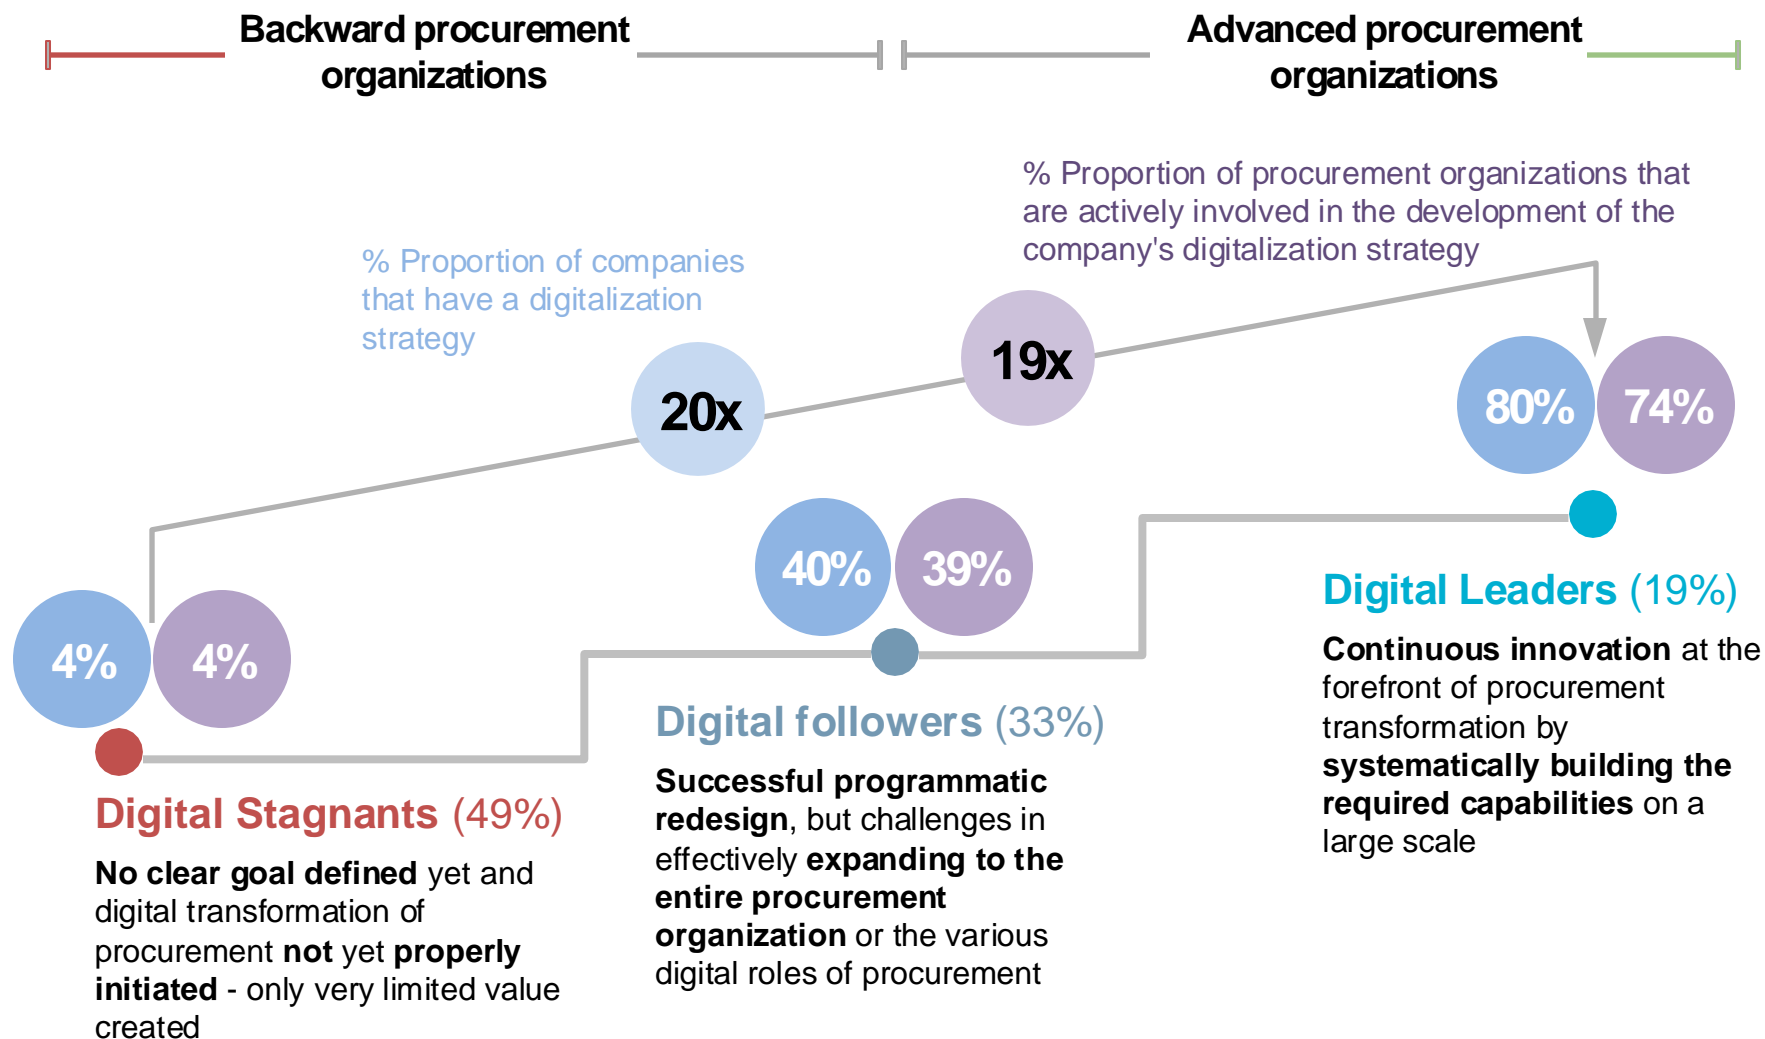 Backward procurement
organizations
Advanced procurement
organizations
% Proportion of procurement organizations that
are actively involved in the development of the
company's digitalization strategy
% Proportion of companies
that have a digitalization
strategy
20x
19x
80%
74%
40%
39%
4%
4%
Digital Stagnants (49%)
No clear goal defined yet and
digital transformation of
procurement not yet properly
initiated - only very limited value
created
Digital followers (33%)
Successful programmatic
redesign, but challenges in
effectively expanding to the
entire procurement
organization or the various
digital roles of procurement
Digital Leaders (19%)
Continuous innovation at the
forefront of procurement
transformation by
systematically building the
required capabilities on a
large scale